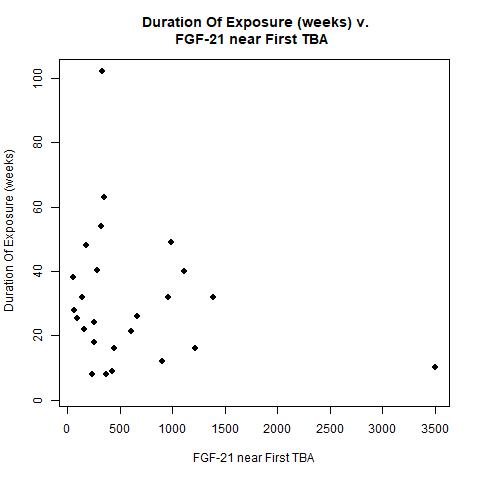 Duration Of Exposure (weeks) v.
FGF-21 near First TBA
Duration Of Exposure (weeks)
100
80
60
40
20
0
0 500 1000 1500 2000 2500 3000 3500
FGF-21 near First TBA